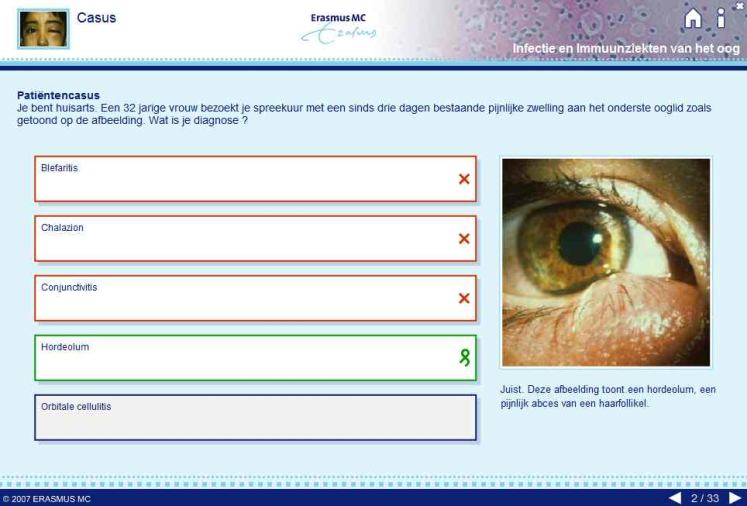 Casus
Erasmus MC
Erasmus
Infectie en Immuunziekten van het oog
Patiëntencasus
Je bent huisarts. Een 32 jarige vrouw bezoekt je spreekuur met een sinds drie dagen bestaande pijnlijke zwelling aan het onderste ooglid zoals
getoond op de afbeelding. Wat is je diagnose ?
Blefaritis
Chalazion
Conjunctivitis
Hordeolum
Orbitale cellulitis
Juist. Deze afbeelding toont een hordeolum, een
pijnlijk abces van een haarfollikel.
© 2007 ERASMUS MC
2 / 33